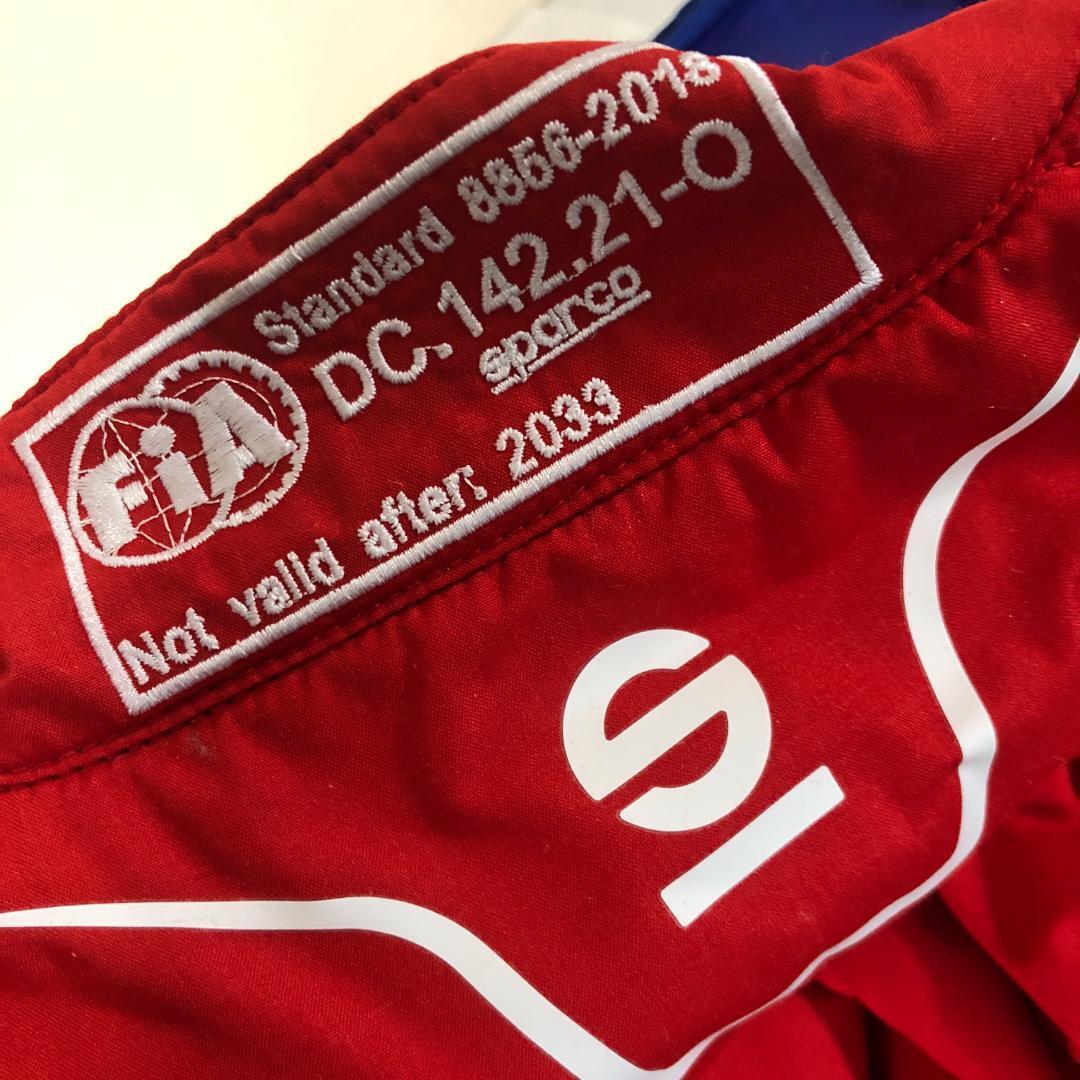 Standard 8856-2018
DC.142.21-O
sparco
FiA
Not valid after: 2033
S